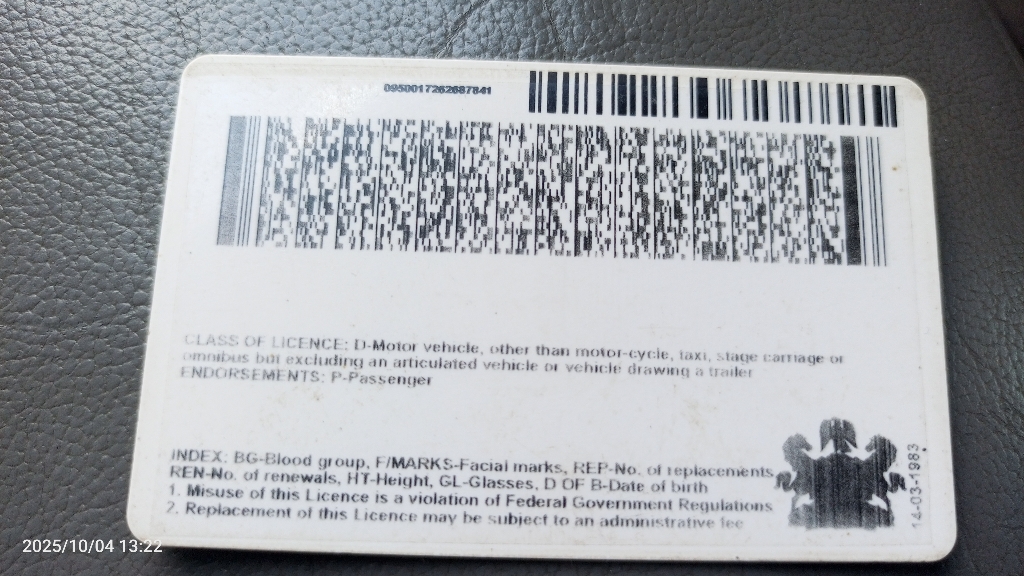 0950017262687841
CLASS OF LICENCE: D-Motor vehicle, other than motor-cycle, taxi, stage carriage or
omnibus but excluding an articulated vehicle or vehicle drawing a trailer
ENDORSEMENTS: P-Passenger
INDEX: BG-Blood group, F/MARKS-Facial marks, REP-No. of replacements,
REN-No. of renewals, HT-Height, GL-Glasses, D OF B-Date of birth
1. Misuse of this Licence is a violation of Federal Government Regulations
2. Replacement of this Licence may be subject to an administrative fee
14-03-1983
2025/10/04 13:22